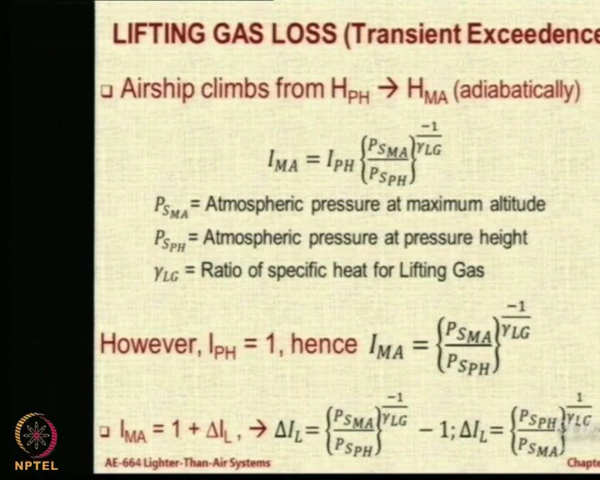 LIFTING GAS LOSS (Transient Exceedence
❑ Airship climbs from H_PH → H_MA (adiabatically)
I_MA = I_PH {P_SMA / P_SPH}^(-1/γ_LG)
P_SMA = Atmospheric pressure at maximum altitude
P_SPH = Atmospheric pressure at pressure height
γ_LG = Ratio of specific heat for Lifting Gas
However, I_PH = 1, hence I_MA = {P_SMA / P_SPH}^(-1/γ_LG)
❑ I_MA = 1 + ΔI_L , → ΔI_L = {P_SMA / P_SPH}^(-1/γ_LG) − 1; ΔI_L = {P_SPH / P_SMA}^(1/γ_LG)
NPTEL
AE-664 Lighter-Than-Air Systems
Chapte